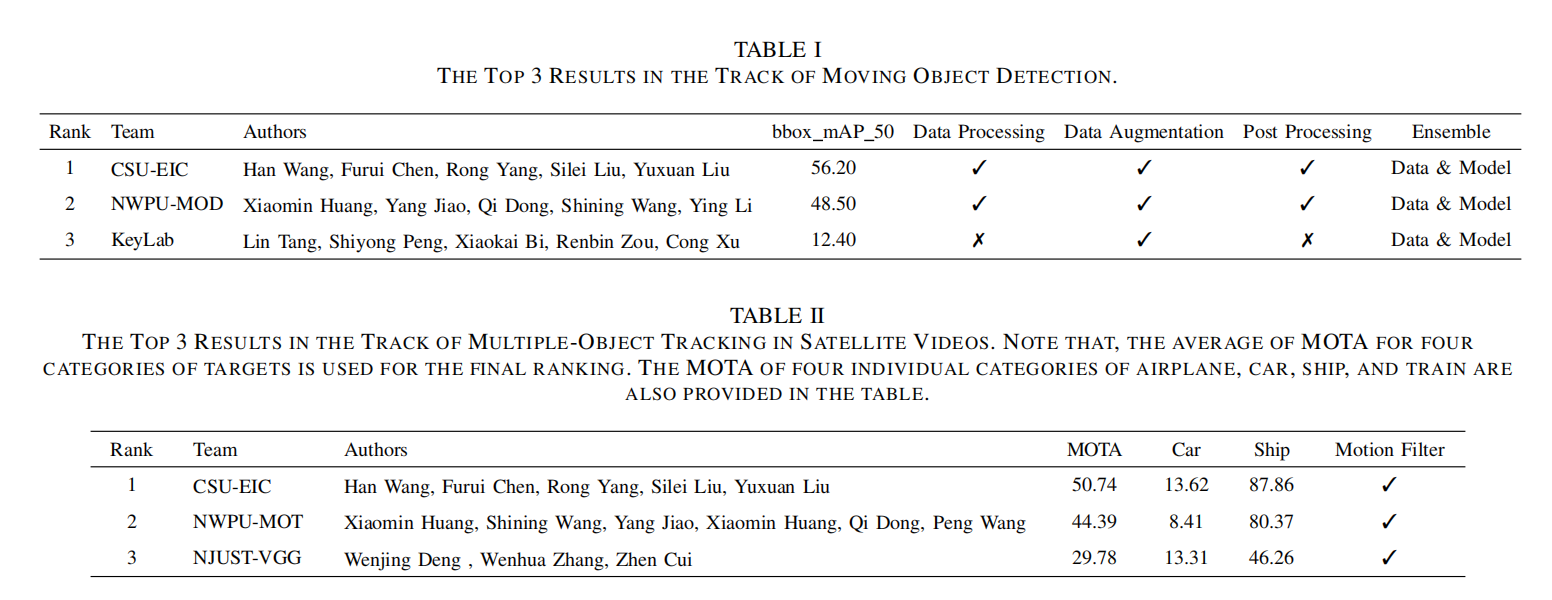 TABLE I
THE TOP 3 RESULTS IN THE TRACK OF MOVING OBJECT DETECTION.
Rank Team Authors bbox_mAP_50 Data Processing Data Augmentation Post Processing Ensemble
1 CSU-EIC Han Wang, Furui Chen, Rong Yang, Silei Liu, Yuxuan Liu 56.20 ✓ ✓ ✓ Data & Model
2 NWPU-MOD Xiaomin Huang, Yang Jiao, Qi Dong, Shining Wang, Ying Li 48.50 ✓ ✓ ✓ Data & Model
3 KeyLab Lin Tang, Shiyong Peng, Xiaokai Bi, Renbin Zou, Cong Xu 12.40 ✗ ✓ ✗ Data & Model
TABLE II
THE TOP 3 RESULTS IN THE TRACK OF MULTIPLE-OBJECT TRACKING IN SATELLITE VIDEOS. NOTE THAT, THE AVERAGE OF MOTA FOR FOUR
CATEGORIES OF TARGETS IS USED FOR THE FINAL RANKING. THE MOTA OF FOUR INDIVIDUAL CATEGORIES OF AIRPLANE, CAR, SHIP, AND TRAIN ARE
ALSO PROVIDED IN THE TABLE.
Rank Team Authors MOTA Car Ship Motion Filter
1 CSU-EIC Han Wang, Furui Chen, Rong Yang, Silei Liu, Yuxuan Liu 50.74 13.62 87.86 ✓
2 NWPU-MOT Xiaomin Huang, Shining Wang, Yang Jiao, Xiaomin Huang, Qi Dong, Peng Wang 44.39 8.41 80.37 ✓
3 NJUST-VGG Wenjing Deng , Wenhua Zhang, Zhen Cui 29.78 13.31 46.26 ✓